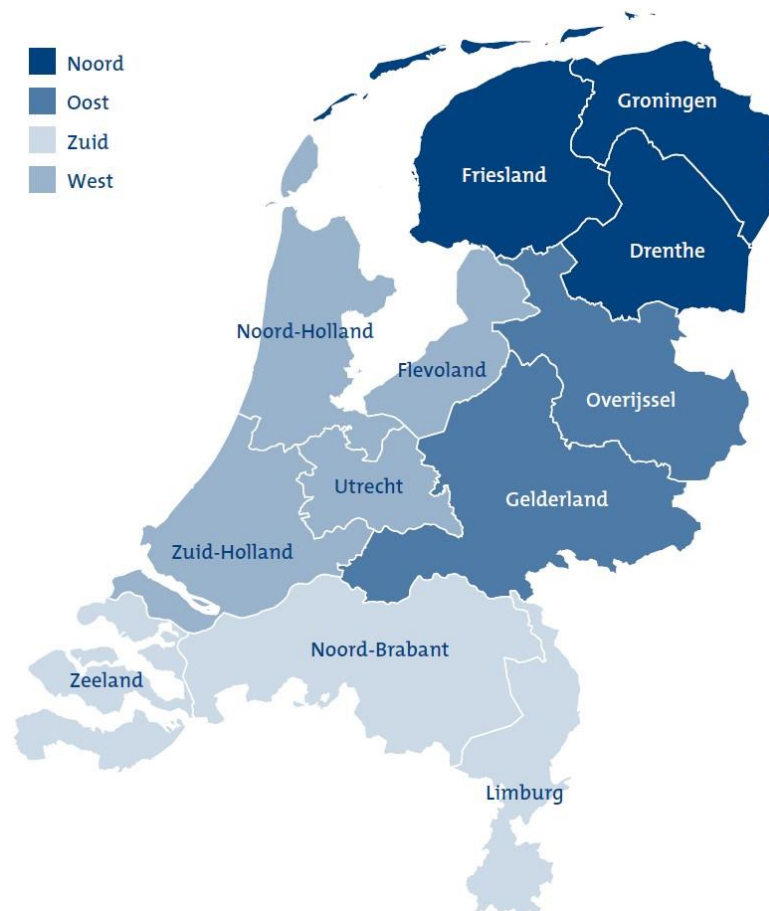 Noord
Oost
Zuid
West
Groningen
Friesland
Drenthe
Noord-Holland
Flevoland
Overijssel
Utrecht
Gelderland
Zuid-Holland
Noord-Brabant
Zeeland
Limburg